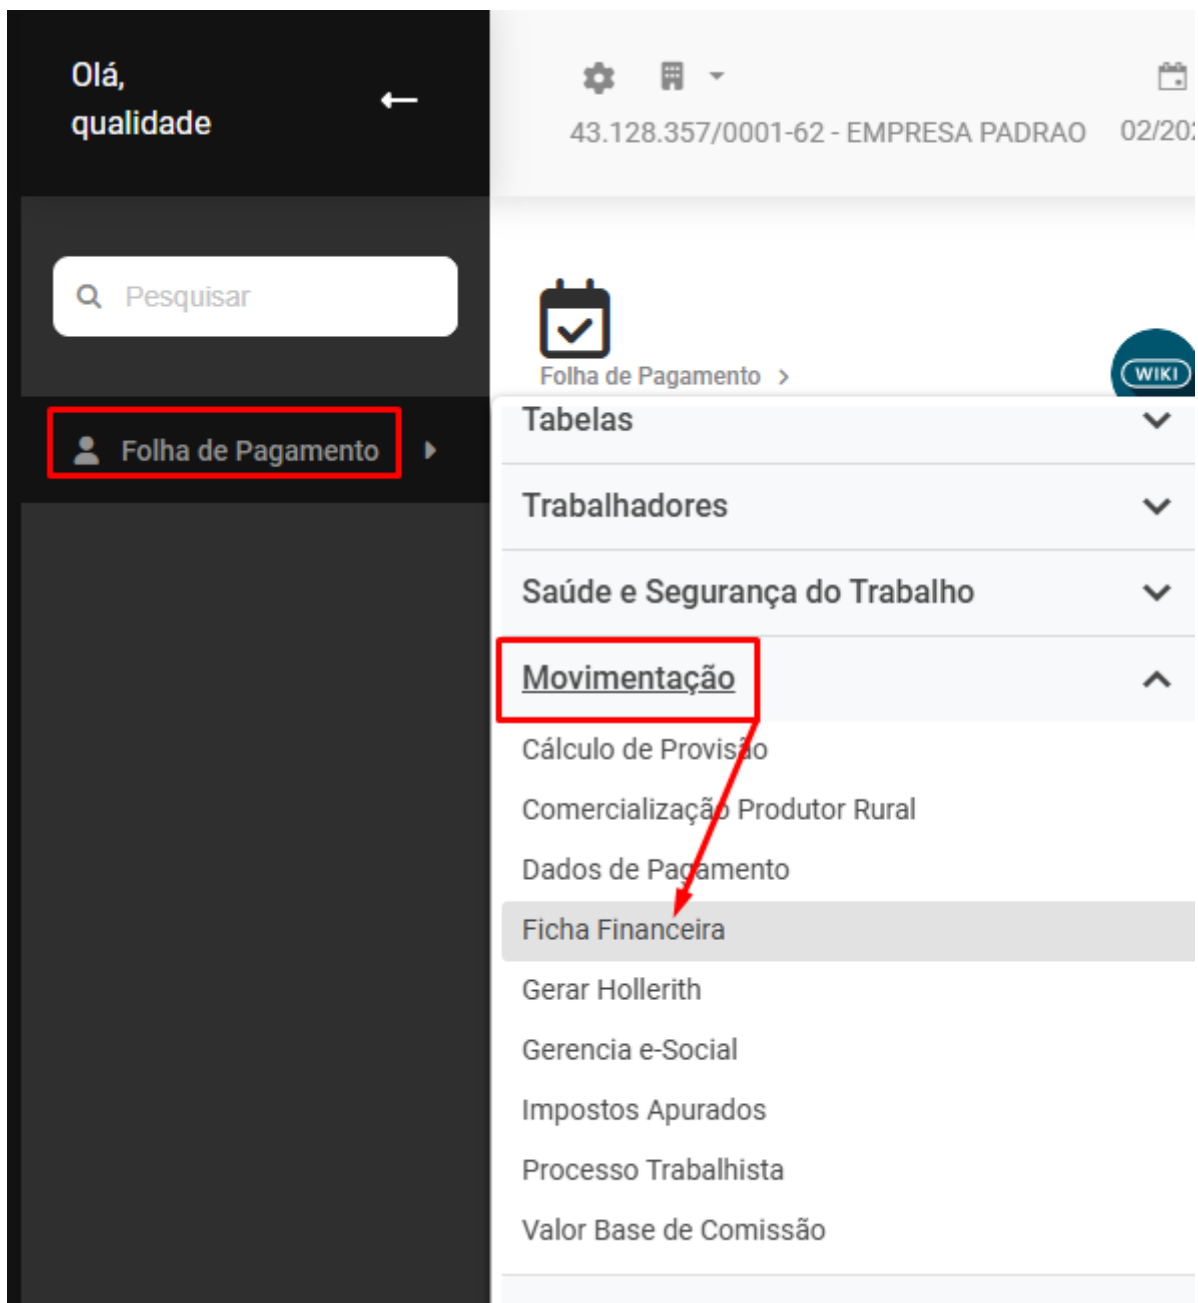 Olá,
qualidade
43.128.357/0001-62 - EMPRESA PADRAO
02/202
Pesquisar
Folha de Pagamento >
WIKI
Folha de Pagamento
Tabelas
Trabalhadores
Saúde e Segurança do Trabalho
Movimentação
Cálculo de Provisão
Comercialização Produtor Rural
Dados de Pagamento
Ficha Financeira
Gerar Hollerith
Gerencia e-Social
Impostos Apurados
Processo Trabalhista
Valor Base de Comissão